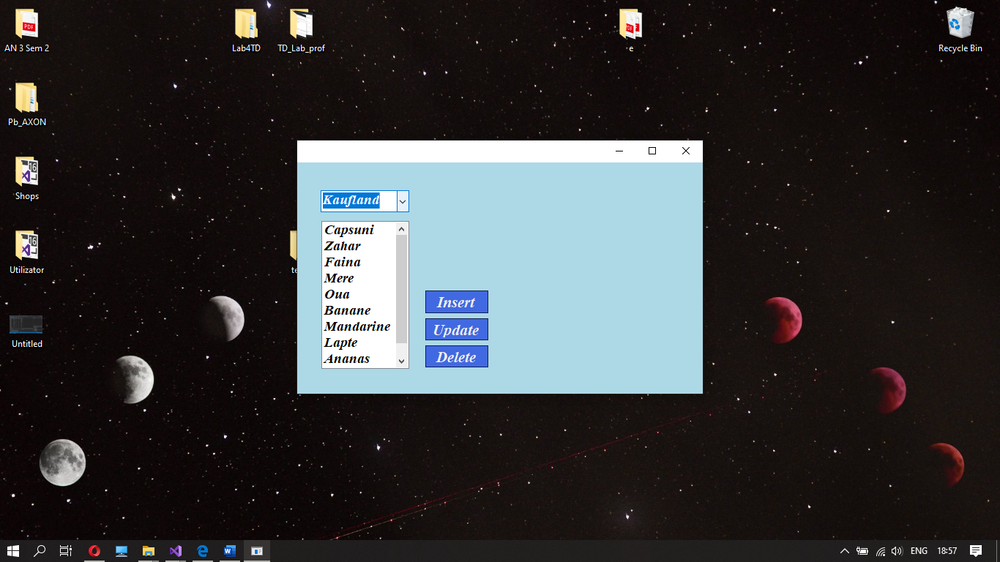 AN 3 Sem 2
Lab4TD
TD_Lab_prof
e
Recycle Bin
Pb_AXON
Shops
Utilizator
te
Untitled
Kaufland
Capsuni
Zahar
Faina
Mere
Oua
Banane
Mandarine
Lapte
Ananas
Insert
Update
Delete
ENG
18:57